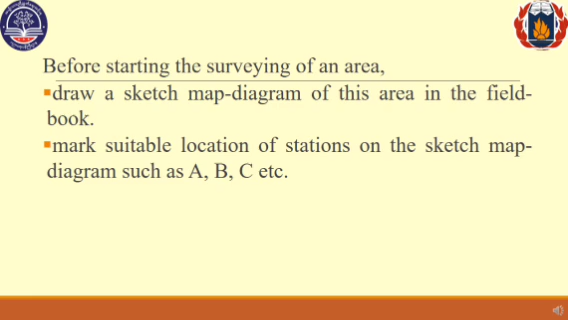 Before starting the surveying of an area,
▪draw a sketch map-diagram of this area in the field-
book.
▪mark suitable location of stations on the sketch map-
diagram such as A, B, C etc.